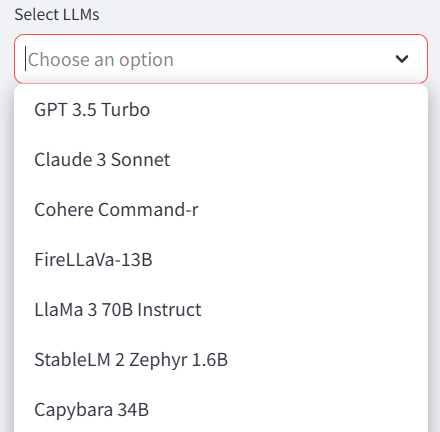 Select LLMs
Choose an option
GPT 3.5 Turbo
Claude 3 Sonnet
Cohere Command-r
FireLLaVa-13B
LlaMa 3 70B Instruct
StableLM 2 Zephyr 1.6B
Capybara 34B